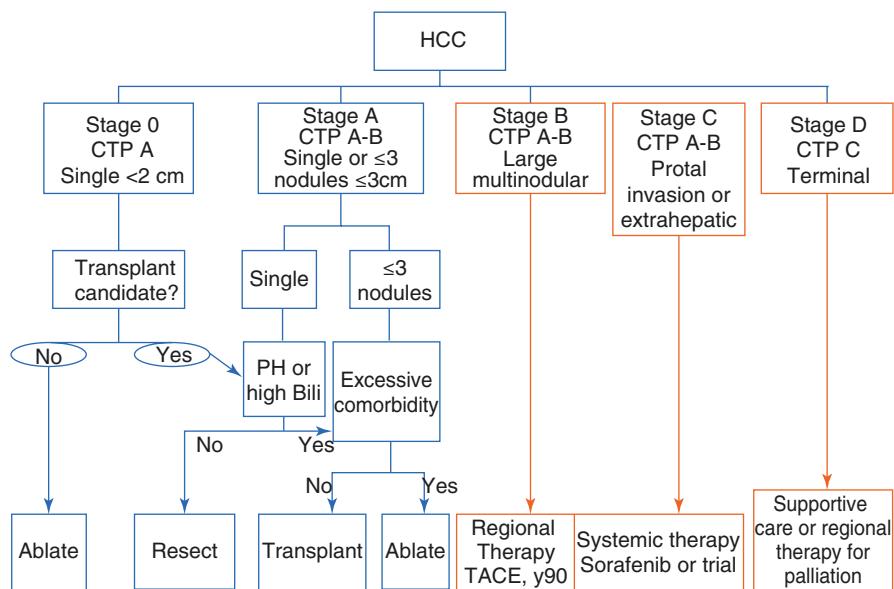 HCC
Stage 0
CTP A
Single <2 cm
Stage A
CTP A-B
Single or ≤3
nodules ≤3cm
Stage B
CTP A-B
Large
multinodular
Stage C
CTP A-B
Protal
invasion or
extrahepatic
Stage D
CTP C
Terminal
Transplant
candidate?
Single
≤3
nodules
No
Yes
PH or
high Bili
Excessive
comorbidity
No
Yes
No
Yes
Ablate
Resect
Transplant
Ablate
Regional
Therapy
TACE, y90
Systemic therapy
Sorafenib or trial
Supportive
care or regional
therapy for
palliation